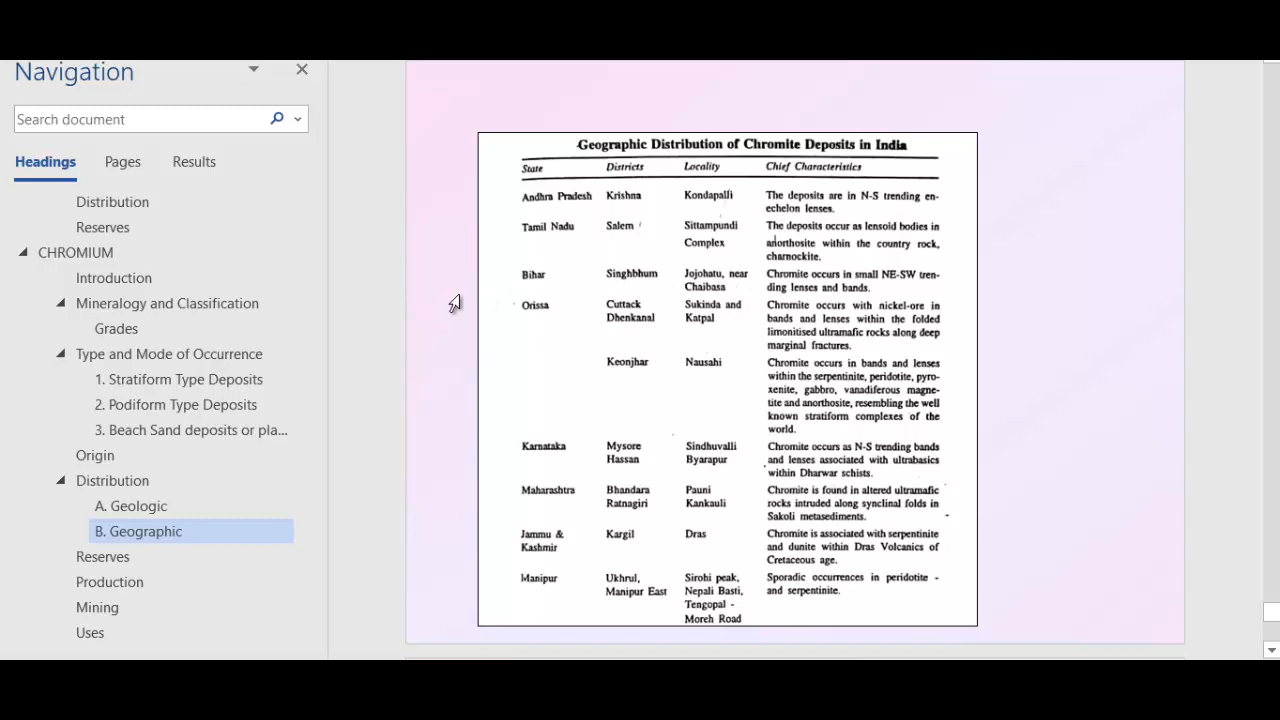 Navigation
Search document
Headings Pages Results
Distribution
Reserves
CHROMIUM
Introduction
Mineralogy and Classification
Grades
Type and Mode of Occurrence
1. Stratiform Type Deposits
2. Podiform Type Deposits
3. Beach Sand deposits or pla...
Origin
Distribution
A. Geologic
B. Geographic
Reserves
Production
Mining
Uses
Geographic Distribution of Chromite Deposits in India
State Districts Locality Chief Characteristics
Andhra Pradesh Krishna Kondapalli The deposits are in N-S trending en-
echelon lenses.
Tamil Nadu Salem Sittampundi The deposits occur as lensoid bodies in
Complex anorthosite within the country rock,
charnockite.
Bihar Singhbhum Jojohatu, near Chromite occurs in small NE-SW tren-
Chaibasa ding lenses and bands.
Orissa Cuttack Sukinda and Chromite occurs with nickel-ore in
Dhenkanal Katpal bands and lenses within the folded
limonitised ultramafic rocks along deep
marginal fractures.
Keonjhar Nausahi Chromite occurs in bands and lenses
within the serpentinite, peridotite, pyro-
xenite, gabbro, vanadiferous magne-
tite and anorthosite, resembling the well
known stratiform complexes of the
world.
Karnataka Mysore Sindhuvalli Chromite occurs as N-S trending bands
Hassan Byarapur and lenses associated with ultrabasics
within Dharwar schists.
Maharashtra Bhandara Pauni Chromite is found in altered ultramafic
Ratnagiri Kankauli rocks intruded along synclinal folds in
Sakoli metasediments.
Jammu & Kargil Dras Chromite is associated with serpentinite
Kashmir and dunite within Dras Volcanics of
Cretaceous age.
Manipur Ukhrul, Sirohi peak, Sporadic occurrences in peridotite -
Manipur East Nepali Basti, and serpentinite.
Tengopal -
Moreh Road